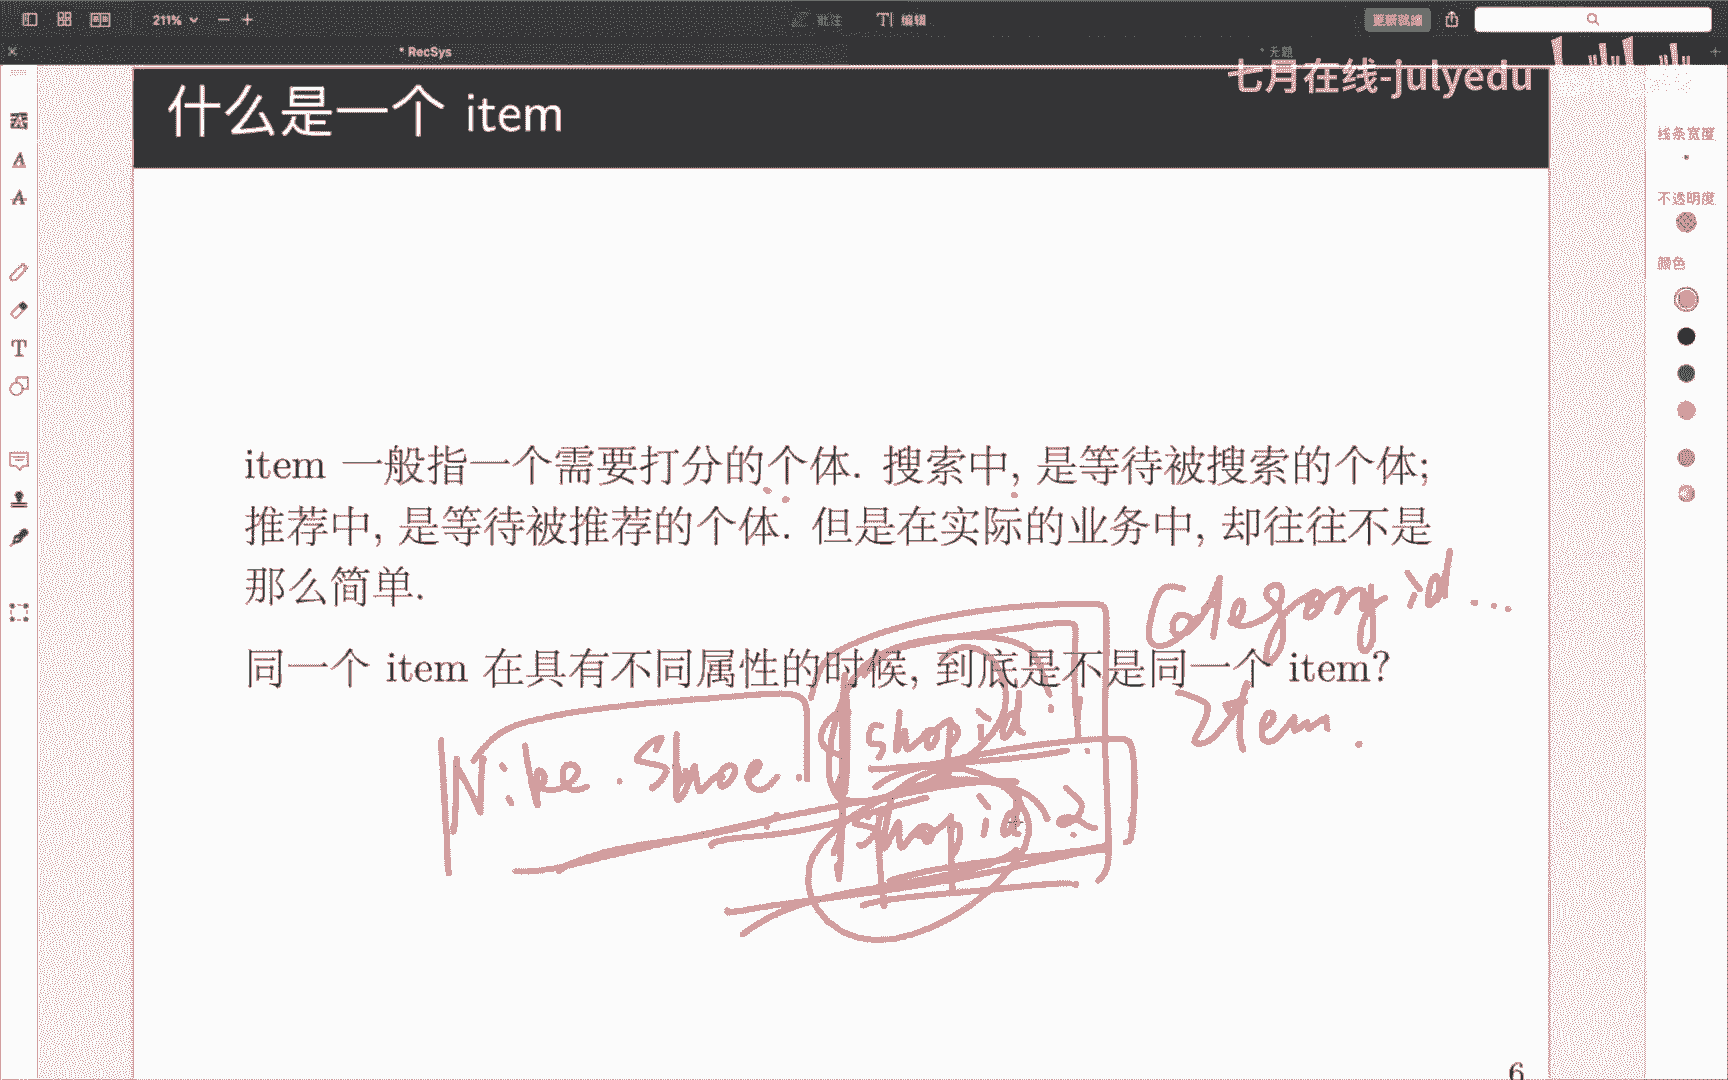 211%
批注
编辑
更新就绪
RecSys
无题
七月在线-julyedu
什么是一个 item
线条宽度
不透明度
颜色
item 一般指一个需要打分的个体. 搜索中, 是等待被搜索的个体;
推荐中, 是等待被推荐的个体. 但是在实际的业务中, 却往往不是
那么简单.
Category id ...
同一个 item 在具有不同属性的时候, 到底是不是同一个 item?
Nike. Shoe. shop id 1
Item.
shop id 2
6